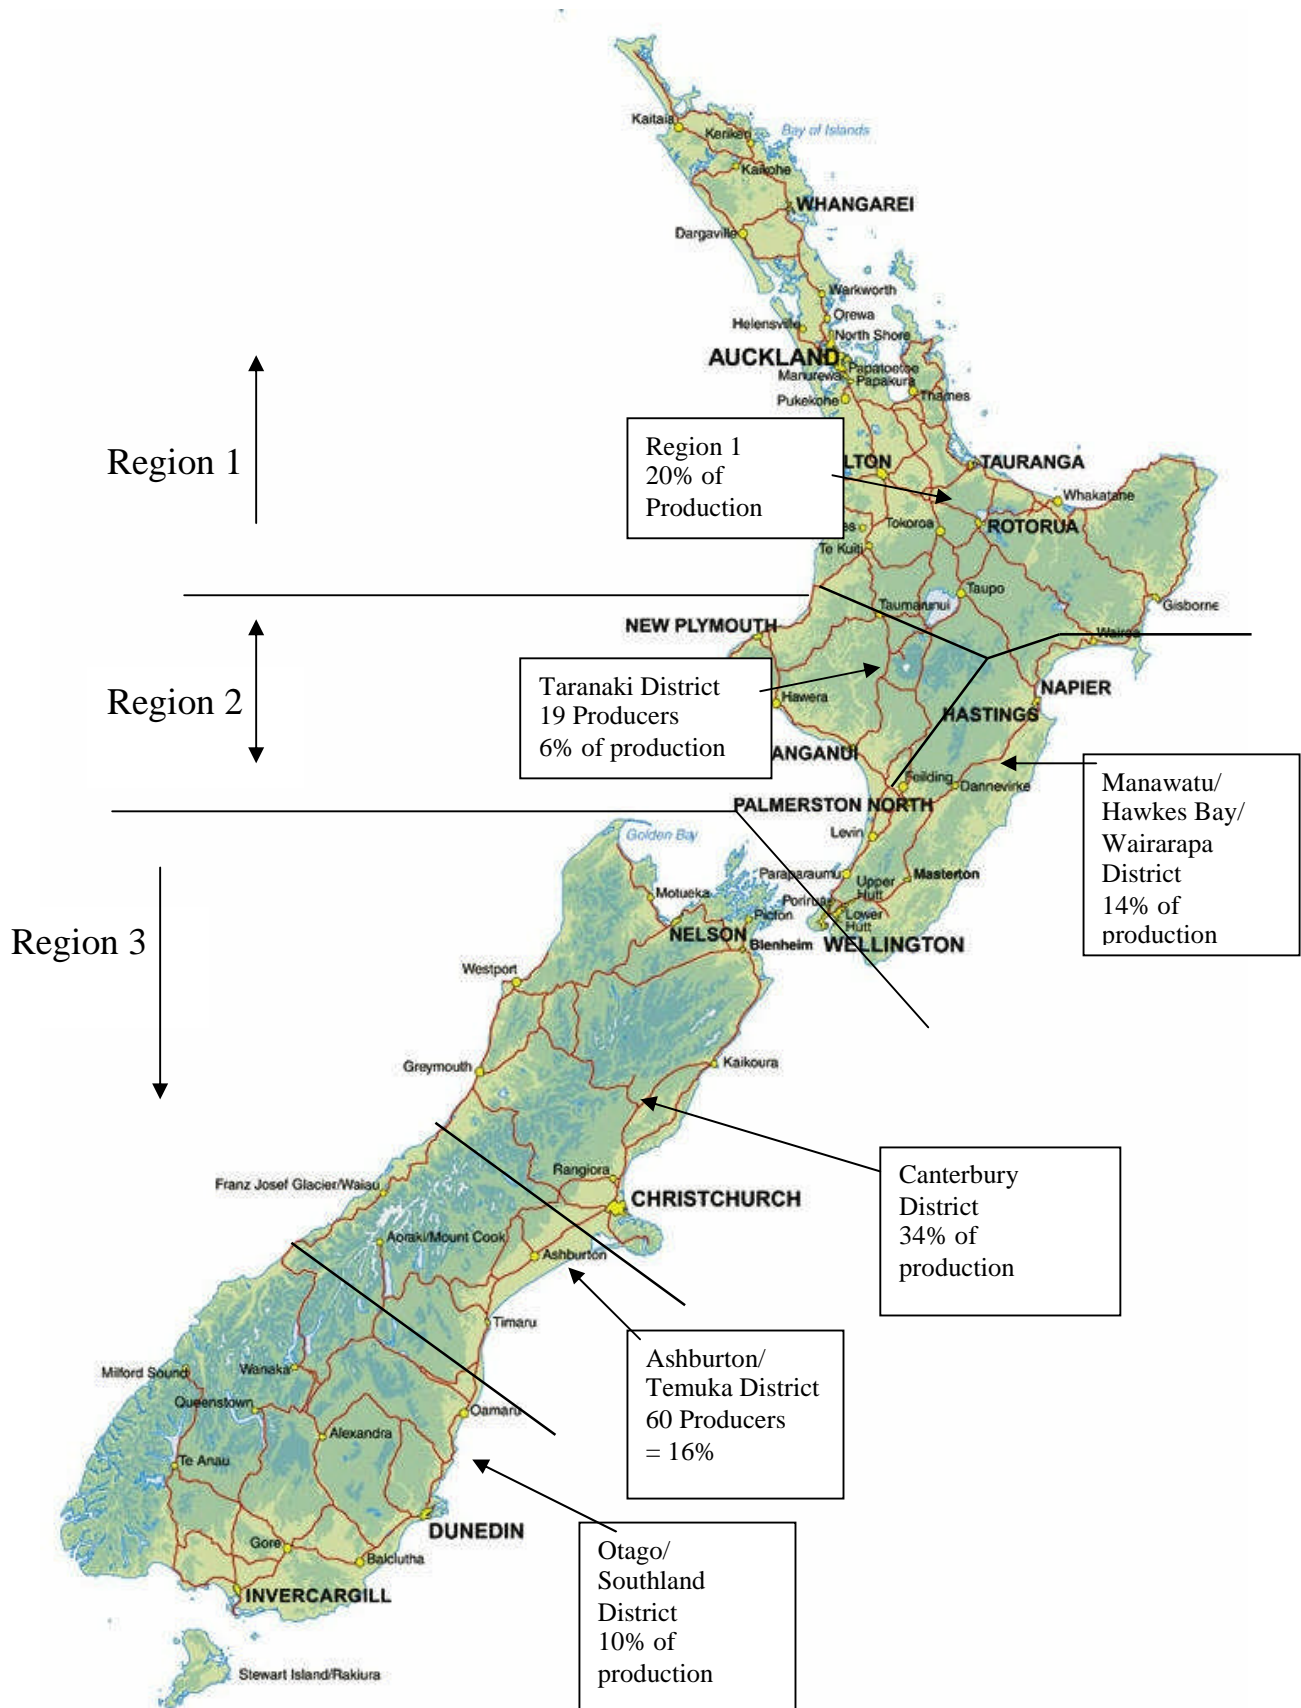 Kaitaia
Kerikeri
Bay of Islands
Kaikohe
WHANGAREI
Dargaville
Warkworth
Orewa
Helensville
North Shore
AUCKLAND
Papatoetoe
Manurewa
Papakura
Pukekohe
Thames
Region 1
Region 1
20% of
Production
LTON
TAURANGA
Whakatane
Tokoroa
ROTORUA
es
Te Kuiti
Taupo
Taumarunui
Gisborne
NEW PLYMOUTH
Wairoa
Region 2
Taranaki District
19 Producers
6% of production
Hawera
NAPIER
HASTINGS
ANGANUI
Feilding
Dannevirke
PALMERSTON NORTH
Manawatu/
Hawkes Bay/
Wairarapa
District
14% of
production
Golden Bay
Levin
Paraparaumu
Upper
Hutt
Masterton
Motueka
Porirua
Picton
Lower
Hutt
NELSON
Blenheim
WELLINGTON
Region 3
Westport
Greymouth
Kaikoura
Rangiora
Franz Josef Glacier/Waiau
CHRISTCHURCH
Canterbury
District
34% of
production
Aoraki/Mount Cook
Ashburton
Timaru
Ashburton/
Temuka District
60 Producers
= 16%
Milford Sound
Wanaka
Queenstown
Oamaru
Alexandra
Te Anau
DUNEDIN
Gore
Balclutha
Otago/
Southland
District
10% of
production
INVERCARGILL
Stewart Island/Rakiura